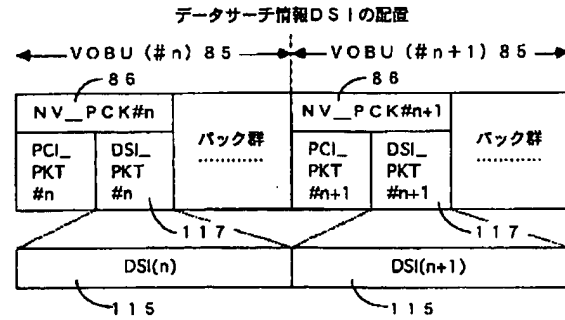 データサーチ情報DSIの配置
VOBU(#n)85 VOBU(#n+1)85
86 86
NV__PCK#n NV__PCK#n+1
PCI_ DSI_ パック群 PCI_ DSI_ パック群
PKT PKT ............ PKT PKT ............
#n #n #n+1 #n+1
117 117
DSI(n) DSI(n+1)
115 115